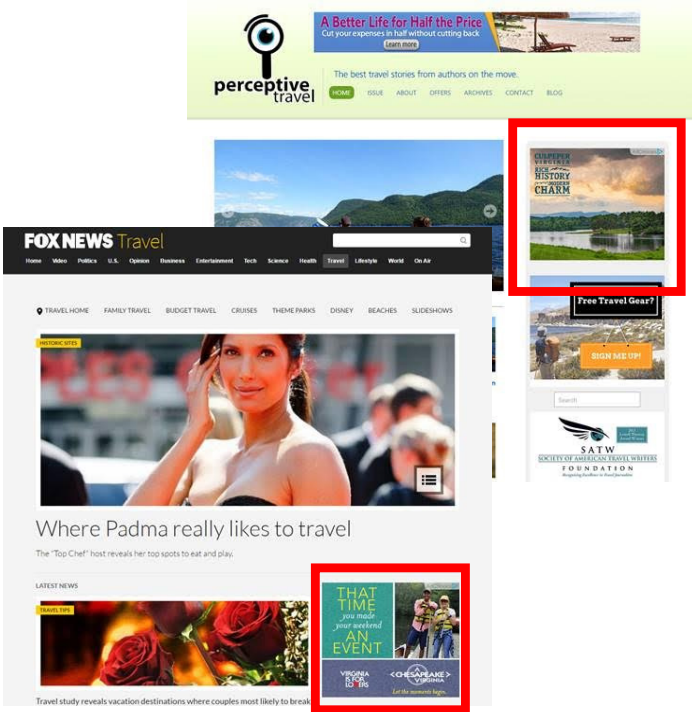 A Better Life for Half the Price
Cut your expenses in half without cutting back
Learn more
perceptive
travel
The best travel stories from authors on the move.
HOME ISSUE ABOUT OFFERS ARCHIVES CONTACT BLOG
CULPEPER
VIRGINIA
RICH
HISTORY
MODERN
CHARM
Free Travel Gear?
SIGN ME UP!
Search
SATW
SOCIETY OF AMERICAN TRAVEL WRITERS
FOUNDATION
FOX NEWS Travel
Home Video Politics U.S. Opinion Business Entertainment Tech Science Health Travel Lifestyle World On Air
TRAVEL HOME FAMILY TRAVEL BUDGET TRAVEL CRUISES THEME PARKS DISNEY BEACHES SLIDESHOWS
HISTORIC SITES
Where Padma really likes to travel
The "Top Chef" host reveals her top spots to eat and play.
LATEST NEWS
TRAVEL TIPS
Travel study reveals vacation destinations where couples most likely to break
THAT
TIME
you made
your weekend
AN
EVENT
VIRGINIA
IS FOR
LOVERS
CHESAPEAKE
VIRGINIA
Let the moments begin.